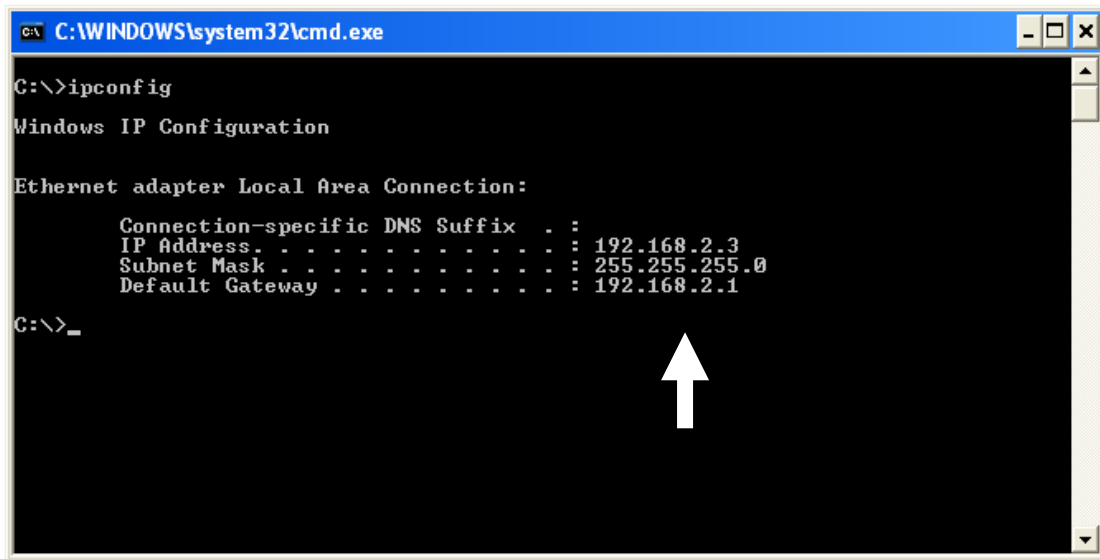 C:\WINDOWS\system32\cmd.exe
C:\>ipconfig
Windows IP Configuration
Ethernet adapter Local Area Connection:
Connection-specific DNS Suffix . :
IP Address. . . . . . . . . . . . : 192.168.2.3
Subnet Mask . . . . . . . . . . . : 255.255.255.0
Default Gateway . . . . . . . . . : 192.168.2.1
C:\>_